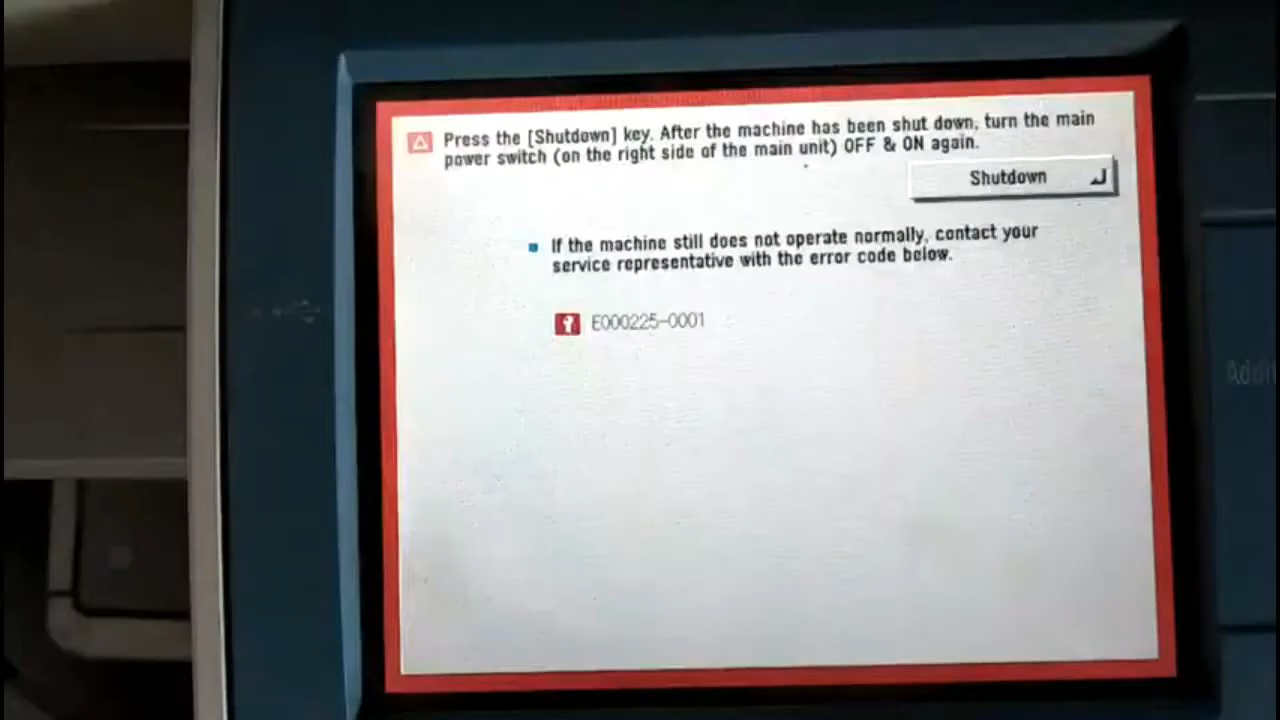 Press the [Shutdown] key. After the machine has been shut down, turn the main
power switch (on the right side of the main unit) OFF & ON again.
Shutdown
If the machine still does not operate normally, contact your
service representative with the error code below.
E000225-0001